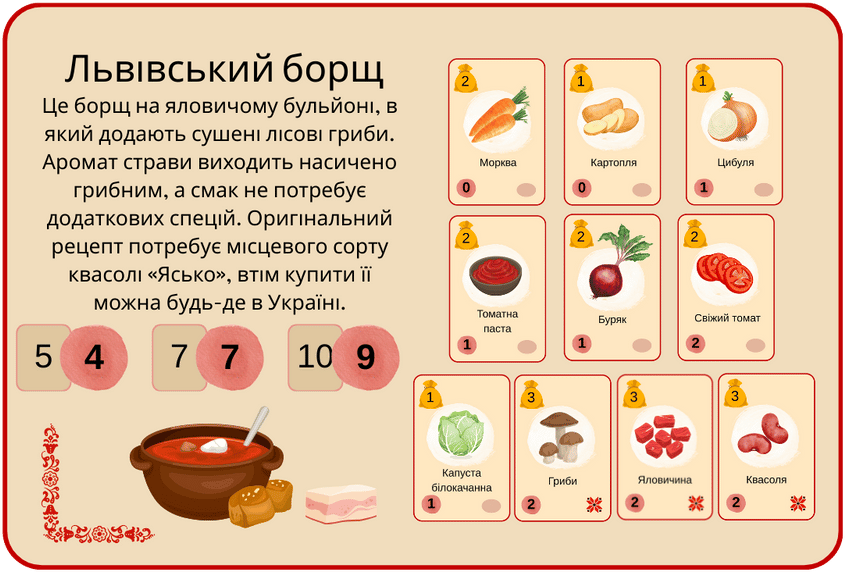 Львівський борщ
Це борщ на яловичому бульйоні, в
який додають сушені лісові гриби.
Аромат страви виходить насичено
грибним, а смак не потребує
додаткових спецій. Оригінальний
рецепт потребує місцевого сорту
квасолі «Ясько», втім купити її
можна будь-де в Україні.
5 4 7 7 10 9
2
Морква
0
1
Картопля
0
1
Цибуля
1
2
Томатна
паста
1
2
Буряк
1
2
Свіжий томат
2
1
Капуста
білокачанна
1
3
Гриби
2
3
Яловичина
2
3
Квасоля
2